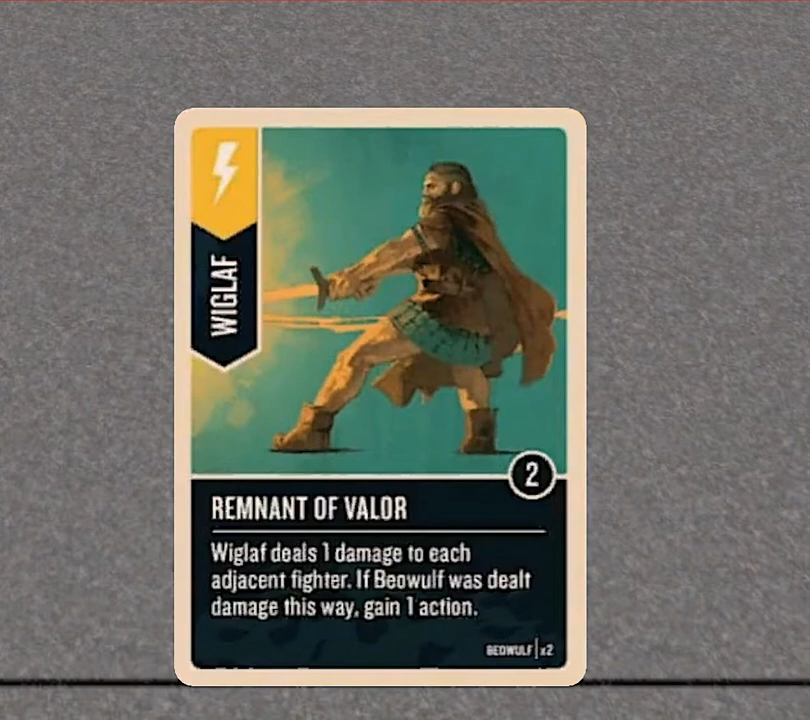 WIGLAF
2
REMNANT OF VALOR
Wiglaf deals 1 damage to each
adjacent fighter. If Beowulf was dealt
damage this way, gain 1 action.
BEOWULF | x2